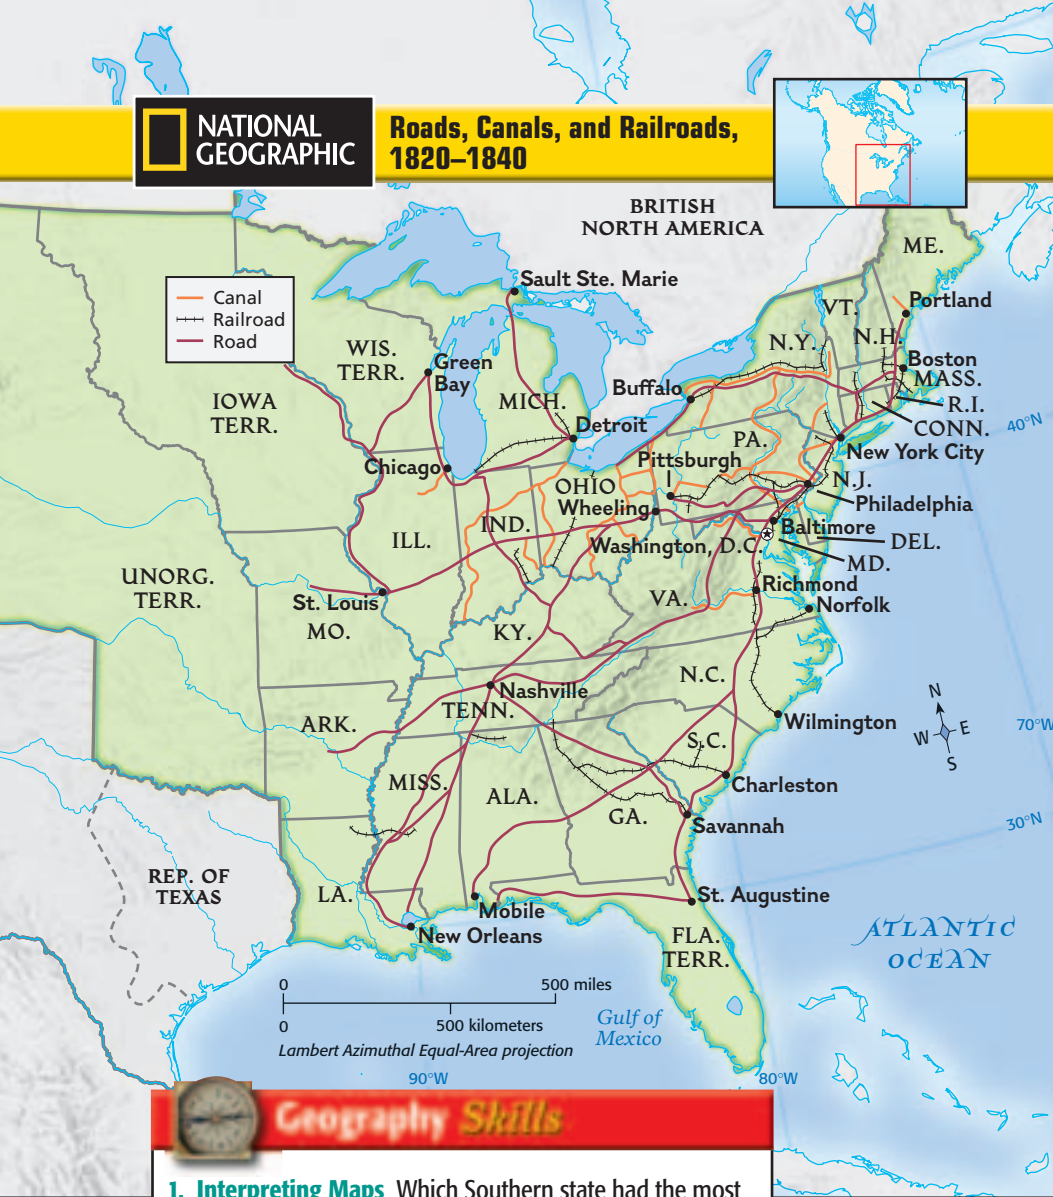 NATIONAL
GEOGRAPHIC
Roads, Canals, and Railroads,
1820–1840
BRITISH
NORTH AMERICA
ME.
Sault Ste. Marie
Canal
Railroad
Road
Portland
VT.
N.H.
N.Y.
WIS.
TERR.
Green
Bay
Boston
MASS.
Buffalo
MICH.
R.I.
IOWA
TERR.
CONN.
40°N
Detroit
PA.
New York City
Pittsburgh
Chicago
N.J.
OHIO
Philadelphia
Wheeling
IND.
Baltimore
ILL.
DEL.
Washington, D.C.
MD.
UNORG.
TERR.
Richmond
St. Louis
VA.
Norfolk
MO.
KY.
N.C.
Nashville
TENN.
N
W
E
S
Wilmington
70°W
ARK.
S.C.
MISS.
Charleston
ALA.
GA.
Savannah
30°N
REP. OF
TEXAS
LA.
St. Augustine
Mobile
New Orleans
FLA.
TERR.
ATLANTIC
OCEAN
0
500 miles
0
500 kilometers
Gulf of
Mexico
Lambert Azimuthal Equal-Area projection
90°W
80°W
Geography Skills
1. Interpreting Maps Which Southern state had the most